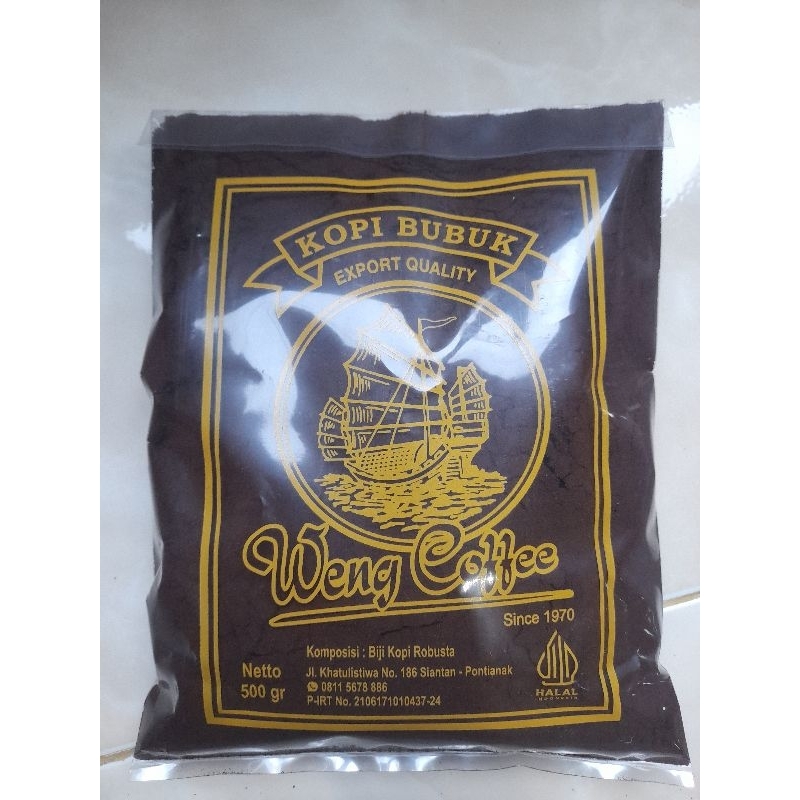 KOPI BUBUK
EXPORT QUALITY
Weng Coffee
Since 1970
Netto
500 gr
Komposisi : Biji Kopi Robusta
Jl. Khatulistiwa No. 186 Siantan - Pontianak
0811 5678 886
P-IRT No. 2106171010437-24
HALAL
INDONESIA